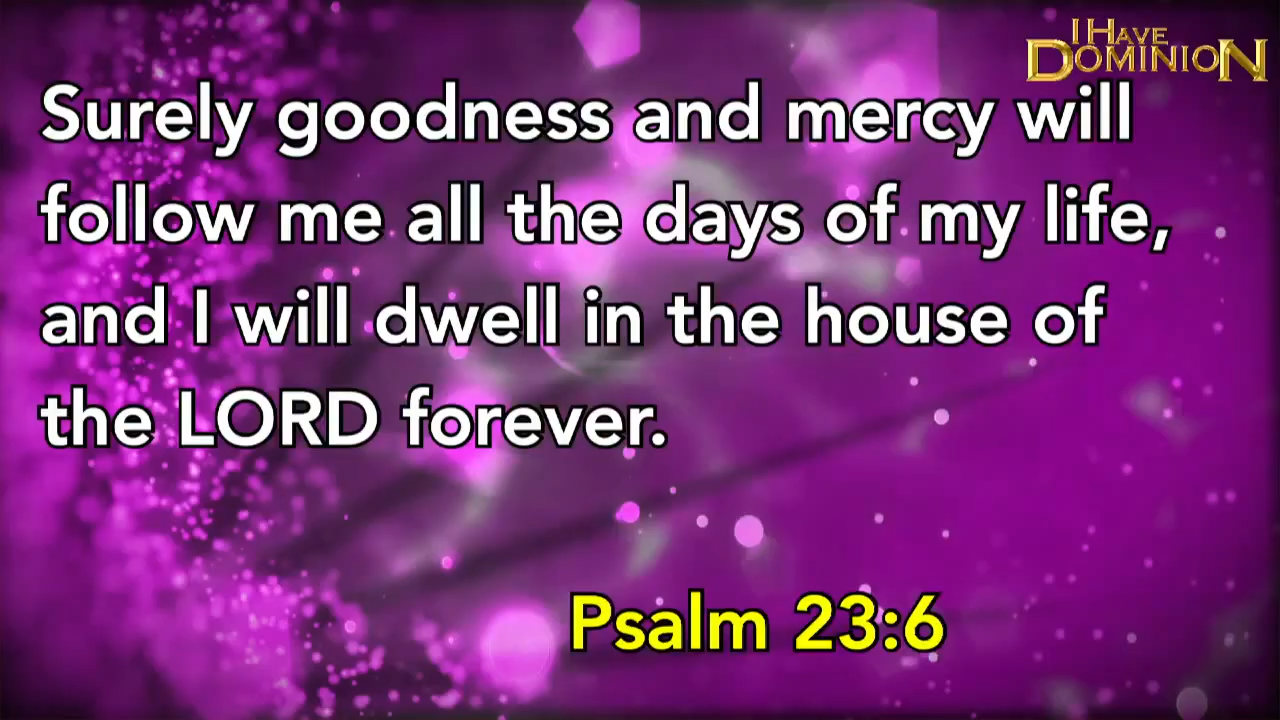 I HAVE
DOMINION
Surely goodness and mercy will
follow me all the days of my life,
and I will dwell in the house of
the LORD forever.
Psalm 23:6